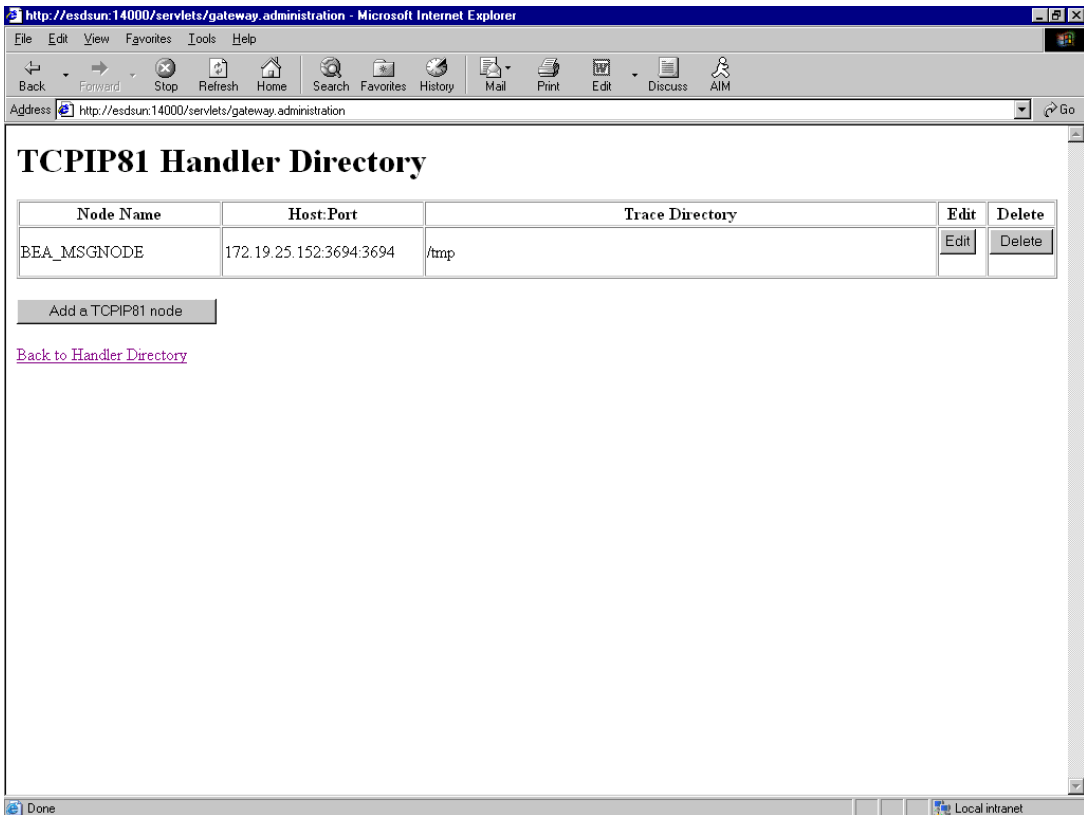 http://esdsun:14000/servlets/gateway.administration - Microsoft Internet Explorer
File Edit View Favorites Tools Help
Back Forward Stop Refresh Home Search Favorites History Mail Print Edit Discuss AIM
Address http://esdsun:14000/servlets/gateway.administration Go
TCPIP81 Handler Directory
Node Name Host:Port Trace Directory Edit Delete
BEA_MSGNODE 172.19.25.152:3694:3694 /tmp Edit Delete
Add a TCPIP81 node
Back to Handler Directory
Done Local intranet